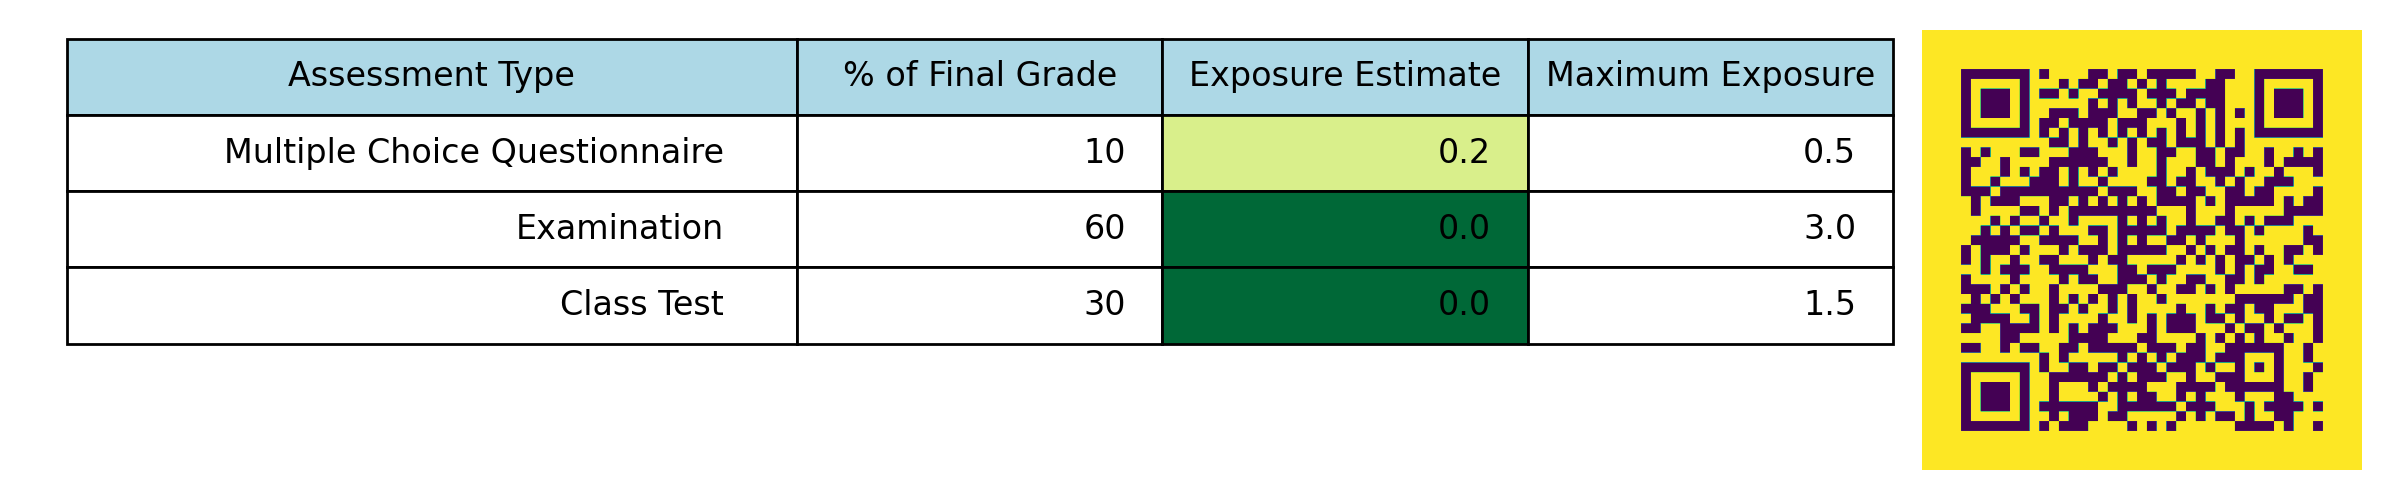 Assessment Type % of Final Grade Exposure Estimate Maximum Exposure
Multiple Choice Questionnaire 10 0.2 0.5
Examination 60 0.0 3.0
Class Test 30 0.0 1.5